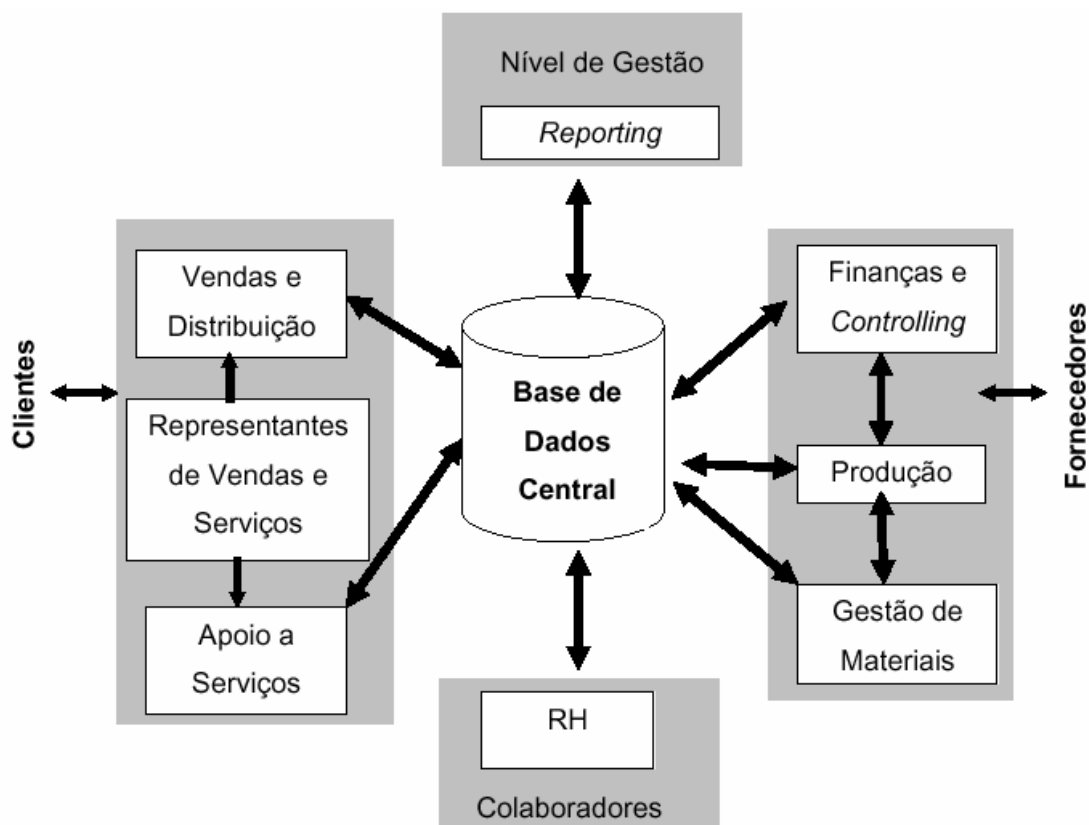 Nível de Gestão
Reporting
Clientes
Vendas e
Distribuição
Representantes
de Vendas e
Serviços
Apoio a
Serviços
Base de
Dados
Central
Finanças e
Controlling
Produção
Gestão de
Materiais
Fornecedores
RH
Colaboradores